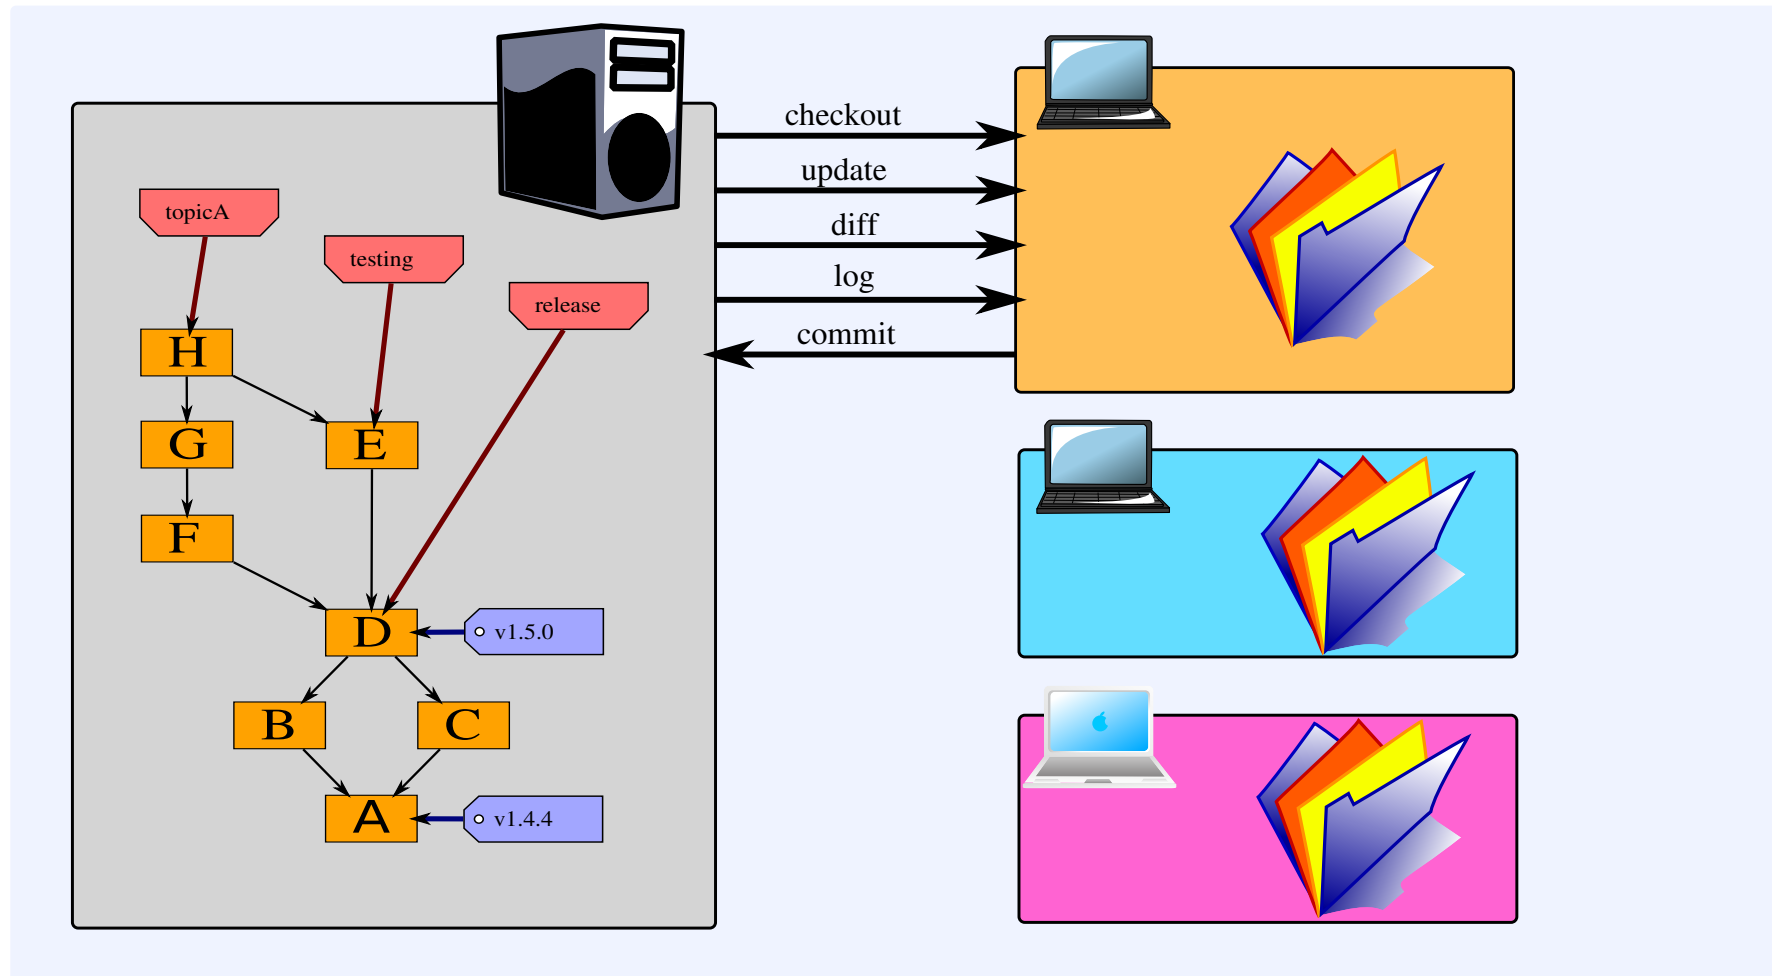 checkout
update
diff
log
commit
topicA
testing
release
H
G
E
F
D
v1.5.0
B
C
A
v1.4.4